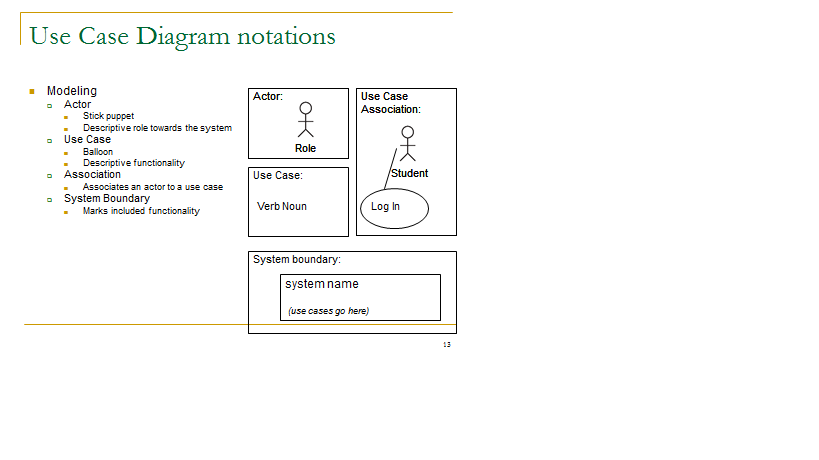 Use Case Diagram notations
Modeling
Actor
Stick puppet
Descriptive role towards the system
Use Case
Balloon
Descriptive functionality
Association
Associates an actor to a use case
System Boundary
Marks included functionality
Actor:
Role
Use Case:
Verb Noun
Use Case
Association:
Student
Log In
System boundary:
system name
(use cases go here)
13